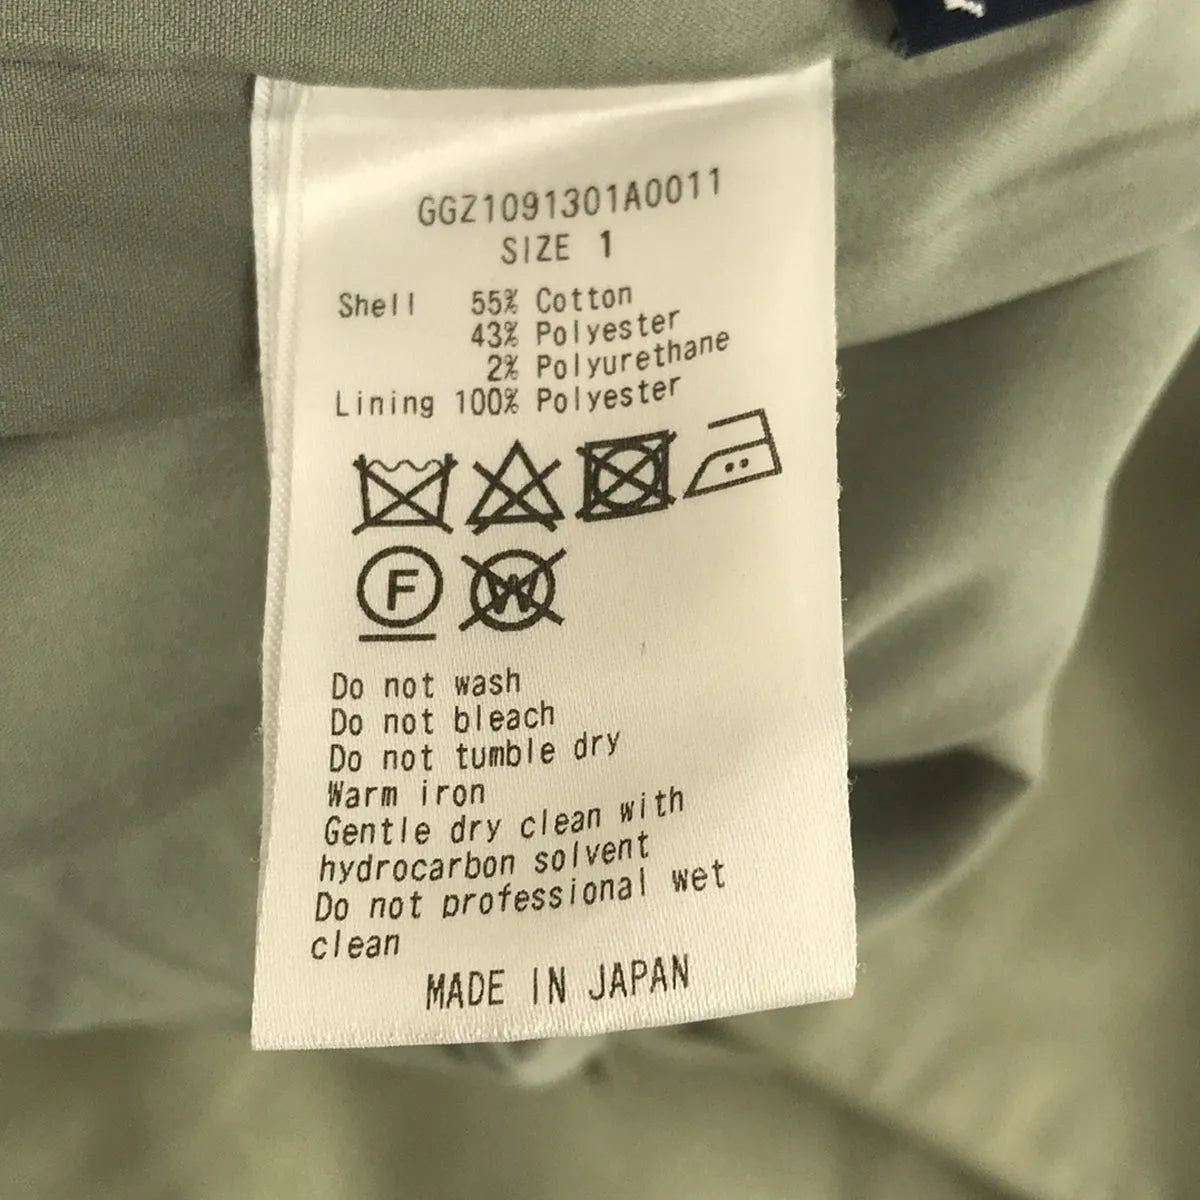 GGZ1091301A0011
SIZE 1
Shell 55% Cotton
43% Polyester
2% Polyurethane
Lining 100% Polyester
F W
Do not wash
Do not bleach
Do not tumble dry
Warm iron
Gentle dry clean with
hydrocarbon solvent
Do not professional wet
clean
MADE IN JAPAN